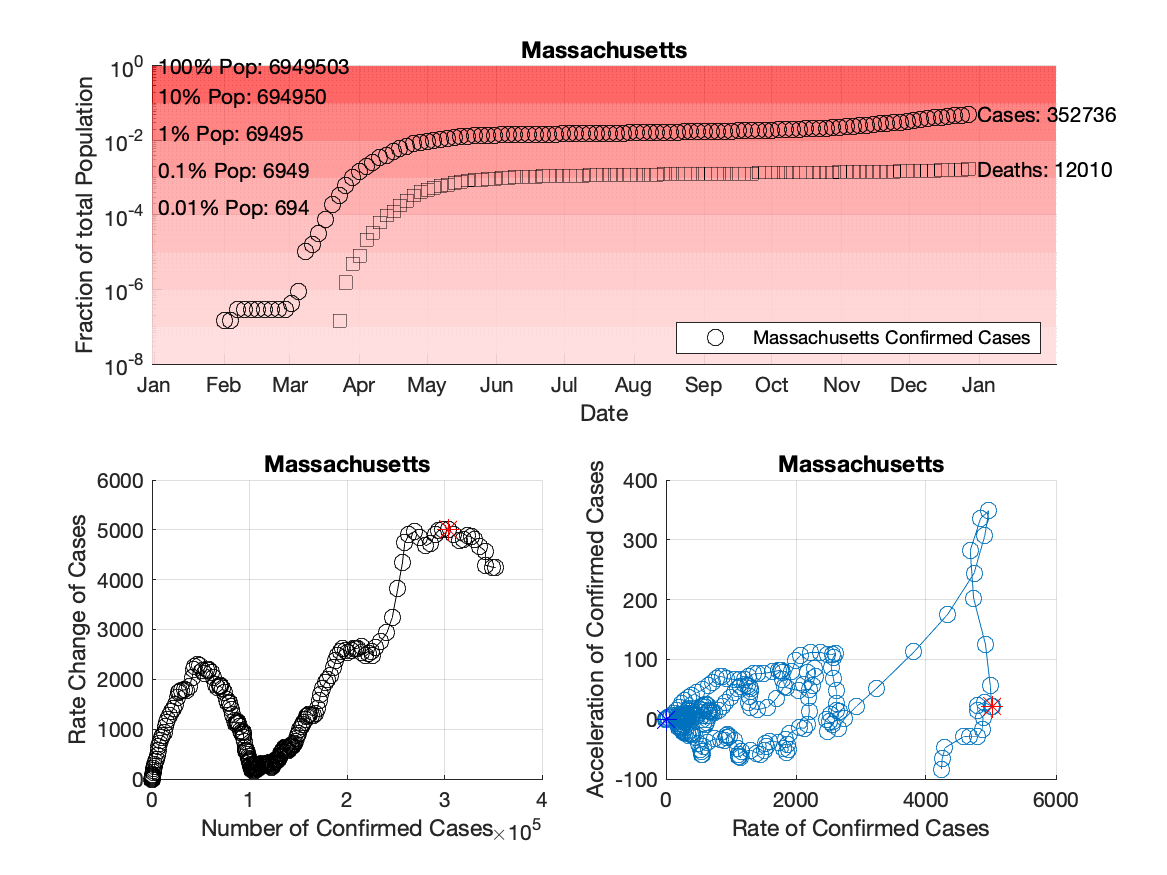 Massachusetts
Fraction of total Population
10^0
10^-2
10^-4
10^-6
10^-8
100% Pop: 6949503
10% Pop: 694950
1% Pop: 69495
0.1% Pop: 6949
0.01% Pop: 694
Cases: 352736
Deaths: 12010
Massachusetts Confirmed Cases
Jan Feb Mar Apr May Jun Jul Aug Sep Oct Nov Dec Jan
Date
Massachusetts
Rate Change of Cases
6000
5000
4000
3000
2000
1000
0
0 1 2 3 4
Number of Confirmed Cases ×10^5
Massachusetts
Acceleration of Confirmed Cases
400
300
200
100
0
-100
0 2000 4000 6000
Rate of Confirmed Cases